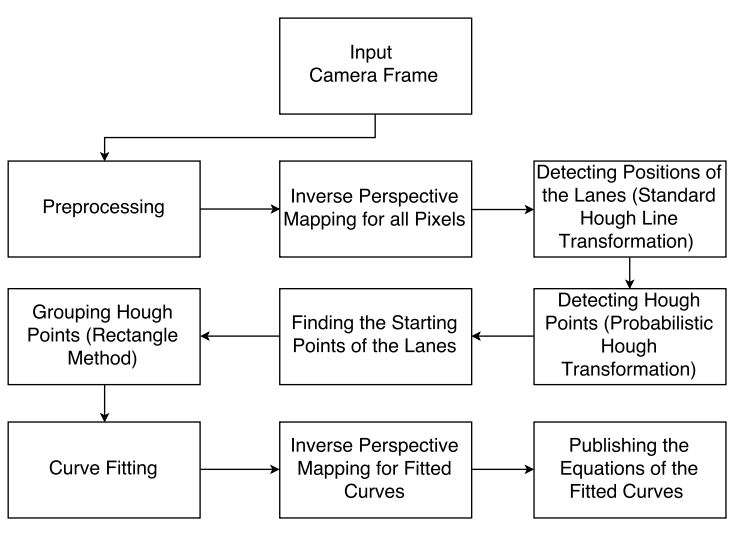 Input
Camera Frame
Preprocessing
Inverse Perspective
Mapping for all Pixels
Detecting Positions of
the Lanes (Standard
Hough Line
Transformation)
Detecting Hough
Points (Probabilistic
Hough
Transformation)
Finding the Starting
Points of the Lanes
Grouping Hough
Points (Rectangle
Method)
Curve Fitting
Inverse Perspective
Mapping for Fitted
Curves
Publishing the
Equations of the
Fitted Curves